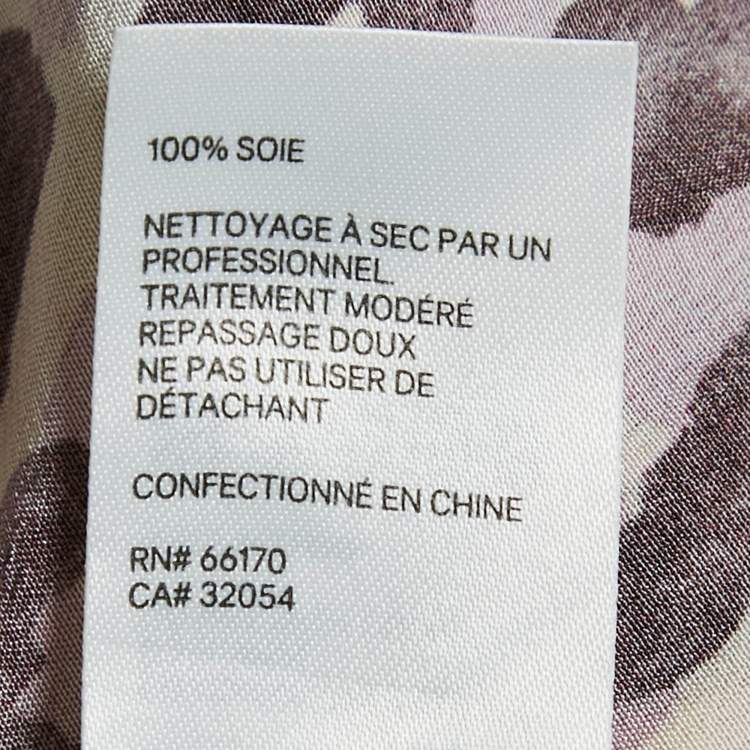 100% SOIE
NETTOYAGE À SEC PAR UN
PROFESSIONNEL.
TRAITEMENT MODÉRÉ
REPASSAGE DOUX
NE PAS UTILISER DE
DÉTACHANT
CONFECTIONNÉ EN CHINE
RN# 66170
CA# 32054